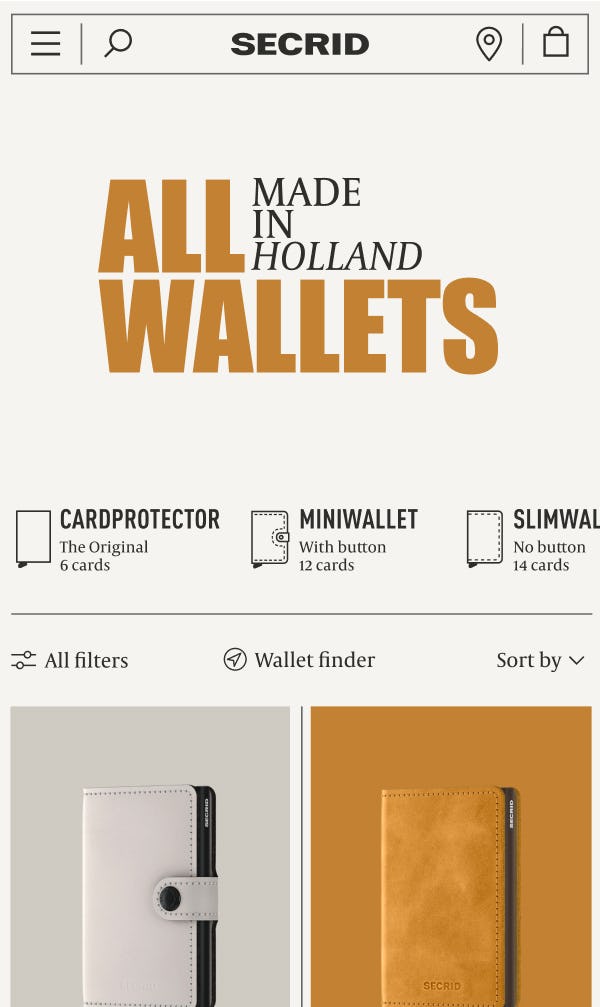 SECRID
ALL
MADE
IN
HOLLAND
WALLETS
CARDPROTECTOR
The Original
6 cards
MINIWALLET
With button
12 cards
SLIMWAL
No button
14 cards
All filters
Wallet finder
Sort by
SECRID
SECRID
SECRID
SECRID